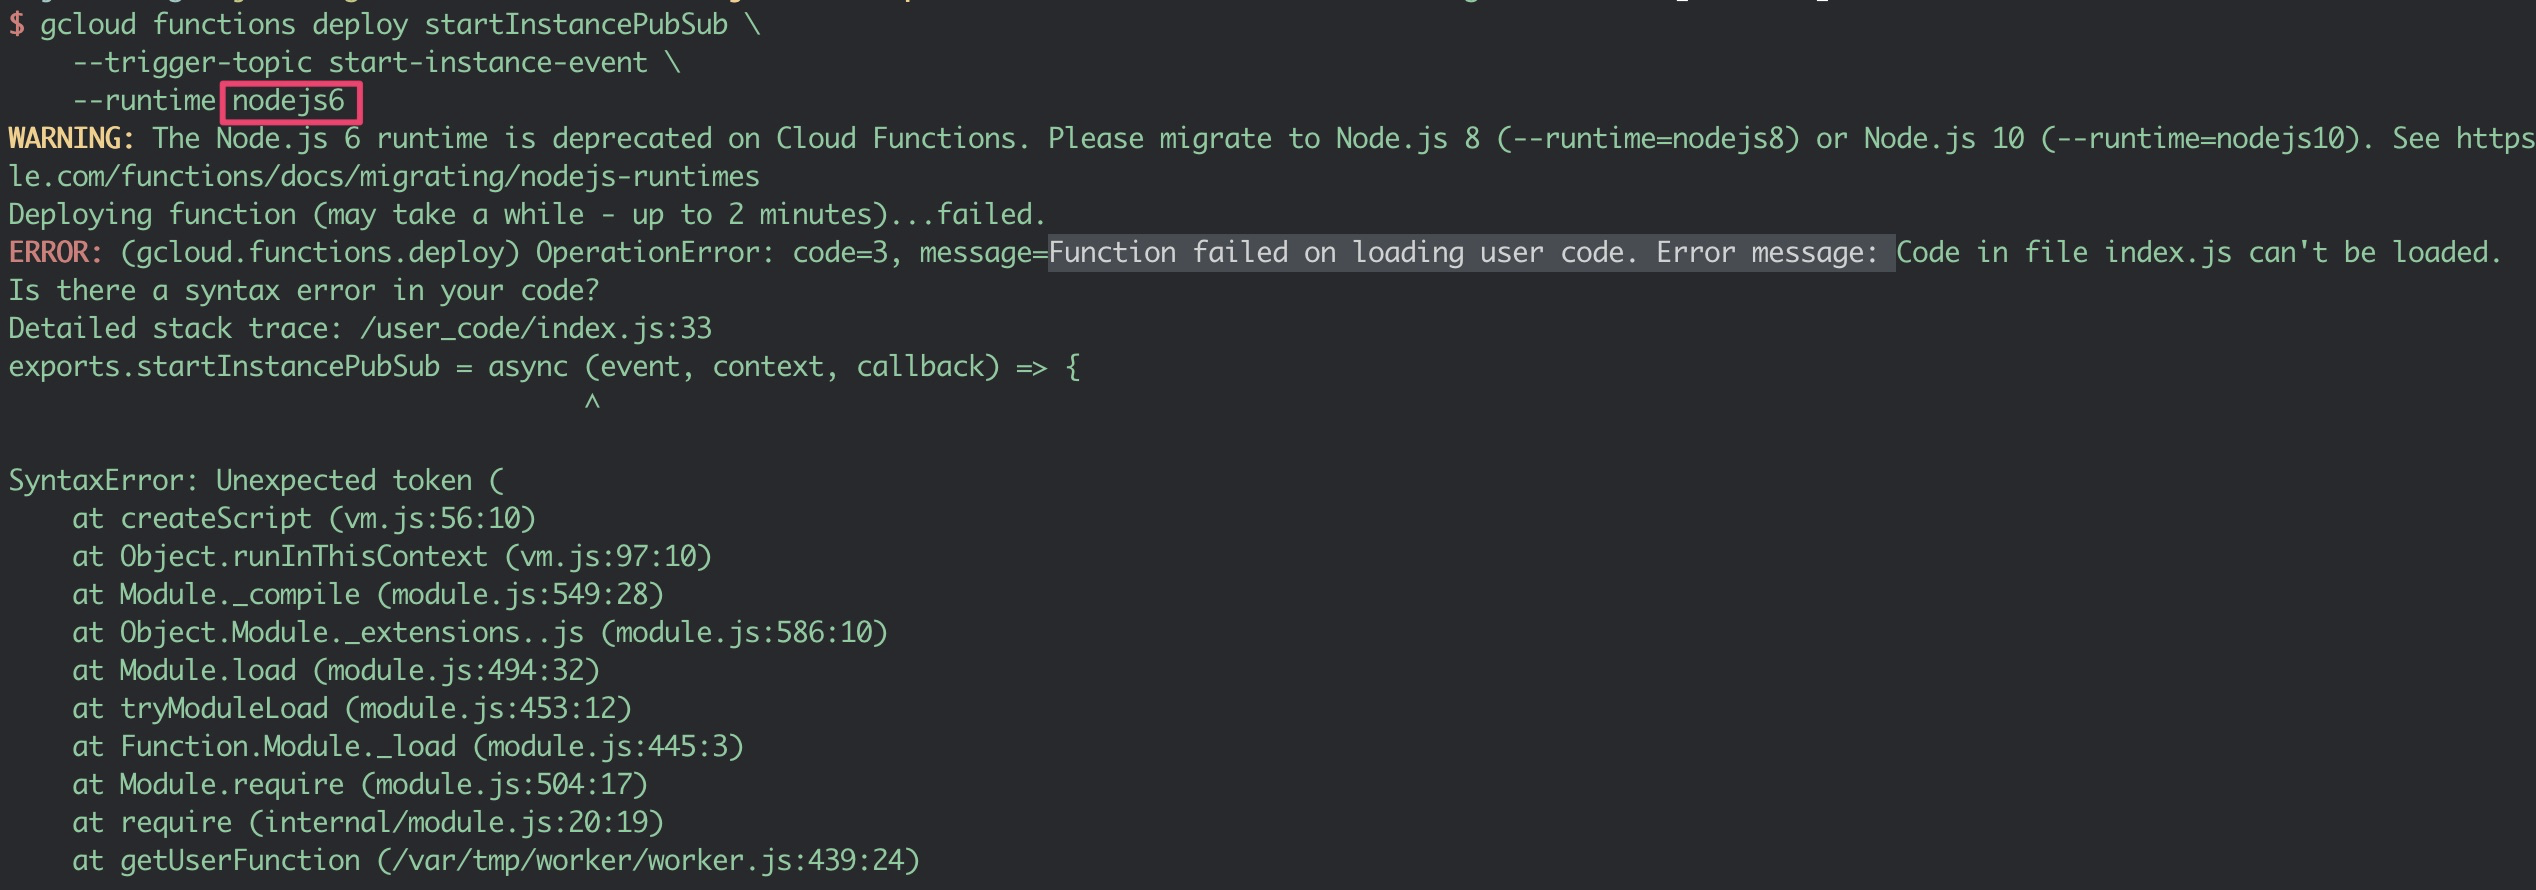 $ gcloud functions deploy startInstancePubSub \
    --trigger-topic start-instance-event \
    --runtime nodejs6
WARNING: The Node.js 6 runtime is deprecated on Cloud Functions. Please migrate to Node.js 8 (--runtime=nodejs8) or Node.js 10 (--runtime=nodejs10). See https
le.com/functions/docs/migrating/nodejs-runtimes
Deploying function (may take a while - up to 2 minutes)...failed.
ERROR: (gcloud.functions.deploy) OperationError: code=3, message=Function failed on loading user code. Error message: Code in file index.js can't be loaded.
Is there a syntax error in your code?
Detailed stack trace: /user_code/index.js:33
exports.startInstancePubSub = async (event, context, callback) => {
                                    ^
SyntaxError: Unexpected token (
    at createScript (vm.js:56:10)
    at Object.runInThisContext (vm.js:97:10)
    at Module._compile (module.js:549:28)
    at Object.Module._extensions..js (module.js:586:10)
    at Module.load (module.js:494:32)
    at tryModuleLoad (module.js:453:12)
    at Function.Module._load (module.js:445:3)
    at Module.require (module.js:504:17)
    at require (internal/module.js:20:19)
    at getUserFunction (/var/tmp/worker/worker.js:439:24)